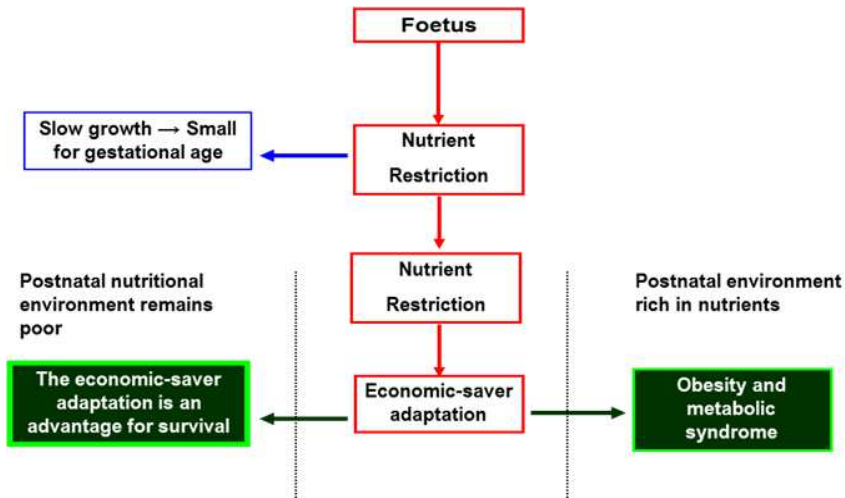 Foetus
Slow growth → Small
for gestational age
Nutrient
Restriction
Nutrient
Restriction
Postnatal nutritional
environment remains
poor
Postnatal environment
rich in nutrients
The economic-saver
adaptation is an
advantage for survival
Economic-saver
adaptation
Obesity and
metabolic
syndrome